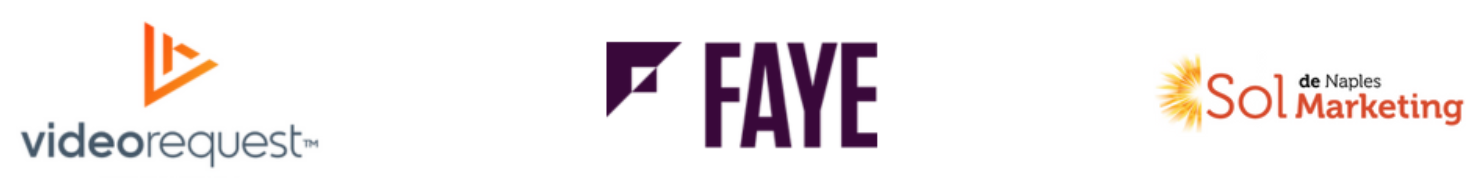 videorequest™
FAYE
Sol de Naples
Marketing